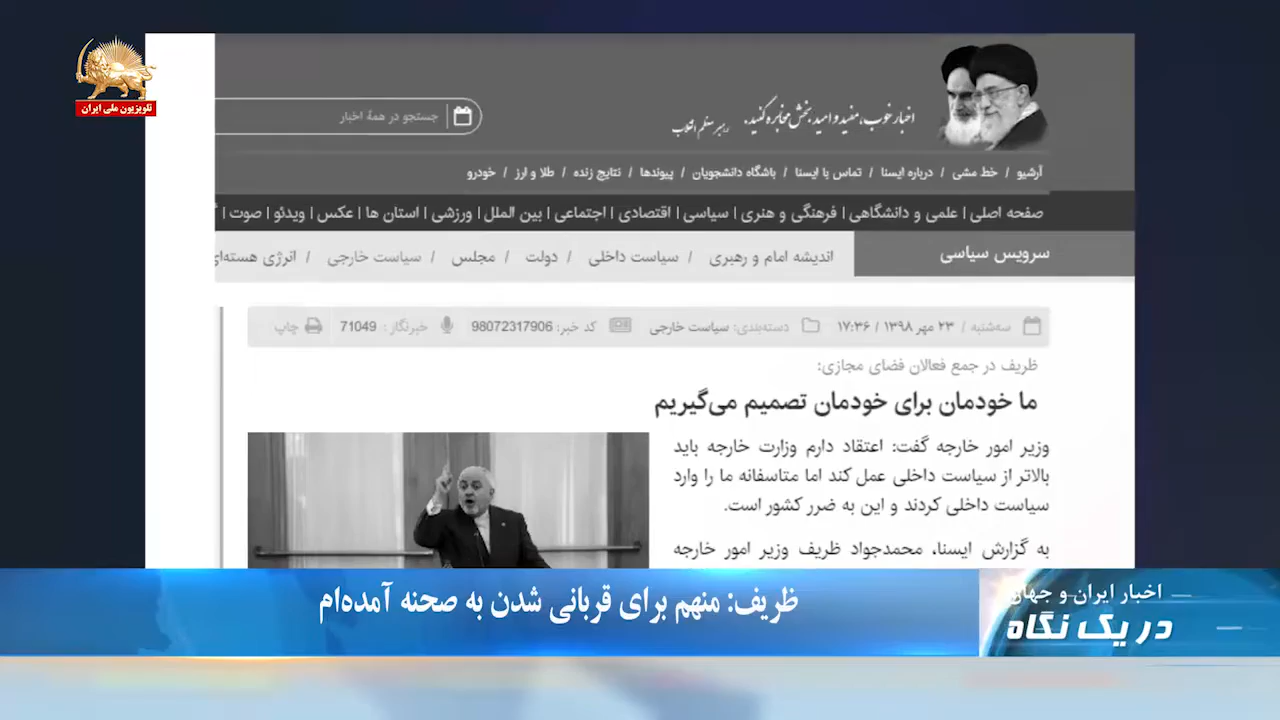 تلویزیون ملی ایران
اخبار خوب، مفید و امیدبخش مخابره کنید.
رهبر معظم انقلاب
جستجو در همهٔ اخبار
آرشیو / خط مشی / درباره ایسنا / تماس با ایسنا / باشگاه دانشجویان / پیوندها / نتایج زنده / طلا و ارز / خودرو
صفحه اصلی | علمی و دانشگاهی | فرهنگی و هنری | سیاسی | اقتصادی | اجتماعی | بین الملل | ورزشی | استان ها | عکس | ویدئو | صوت |
سرویس سیاسی
اندیشه امام و رهبری / سیاست داخلی / دولت / مجلس / سیاست خارجی / انرژی هسته‌ای
سه‌شنبه / ۲۳ مهر ۱۳۹۸ / ۱۷:۳۶ دسته‌بندی: سیاست خارجی کد خبر: 98072317906 خبرنگار: 71049 چاپ
ظریف در جمع فعالان فضای مجازی:
ما خودمان برای خودمان تصمیم می‌گیریم
وزیر امور خارجه گفت: اعتقاد دارم وزارت خارجه باید
بالاتر از سیاست داخلی عمل کند اما متاسفانه ما را وارد
سیاست داخلی کردند و این به ضرر کشور است.
به گزارش ایسنا، محمدجواد ظریف وزیر امور خارجه
ظریف: منهم برای قربانی شدن به صحنه آمده‌ام
اخبار ایران و جهان
در یک نگاه